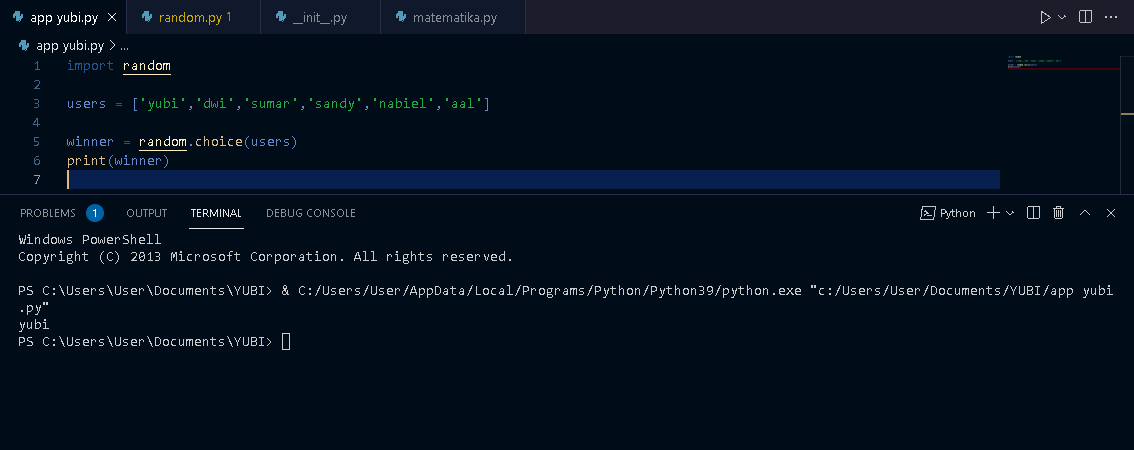 app yubi.py random.py 1 __init__.py matematika.py
app yubi.py > ...
1 import random
2
3 users = ['yubi','dwi','sumar','sandy','nabiel','aal']
4
5 winner = random.choice(users)
6 print(winner)
7
PROBLEMS 1 OUTPUT TERMINAL DEBUG CONSOLE Python
Windows PowerShell
Copyright (C) 2013 Microsoft Corporation. All rights reserved.
PS C:\Users\User\Documents\YUBI> & C:/Users/User/AppData/Local/Programs/Python/Python39/python.exe "c:/Users/User/Documents/YUBI/app yubi
.py"
yubi
PS C:\Users\User\Documents\YUBI>